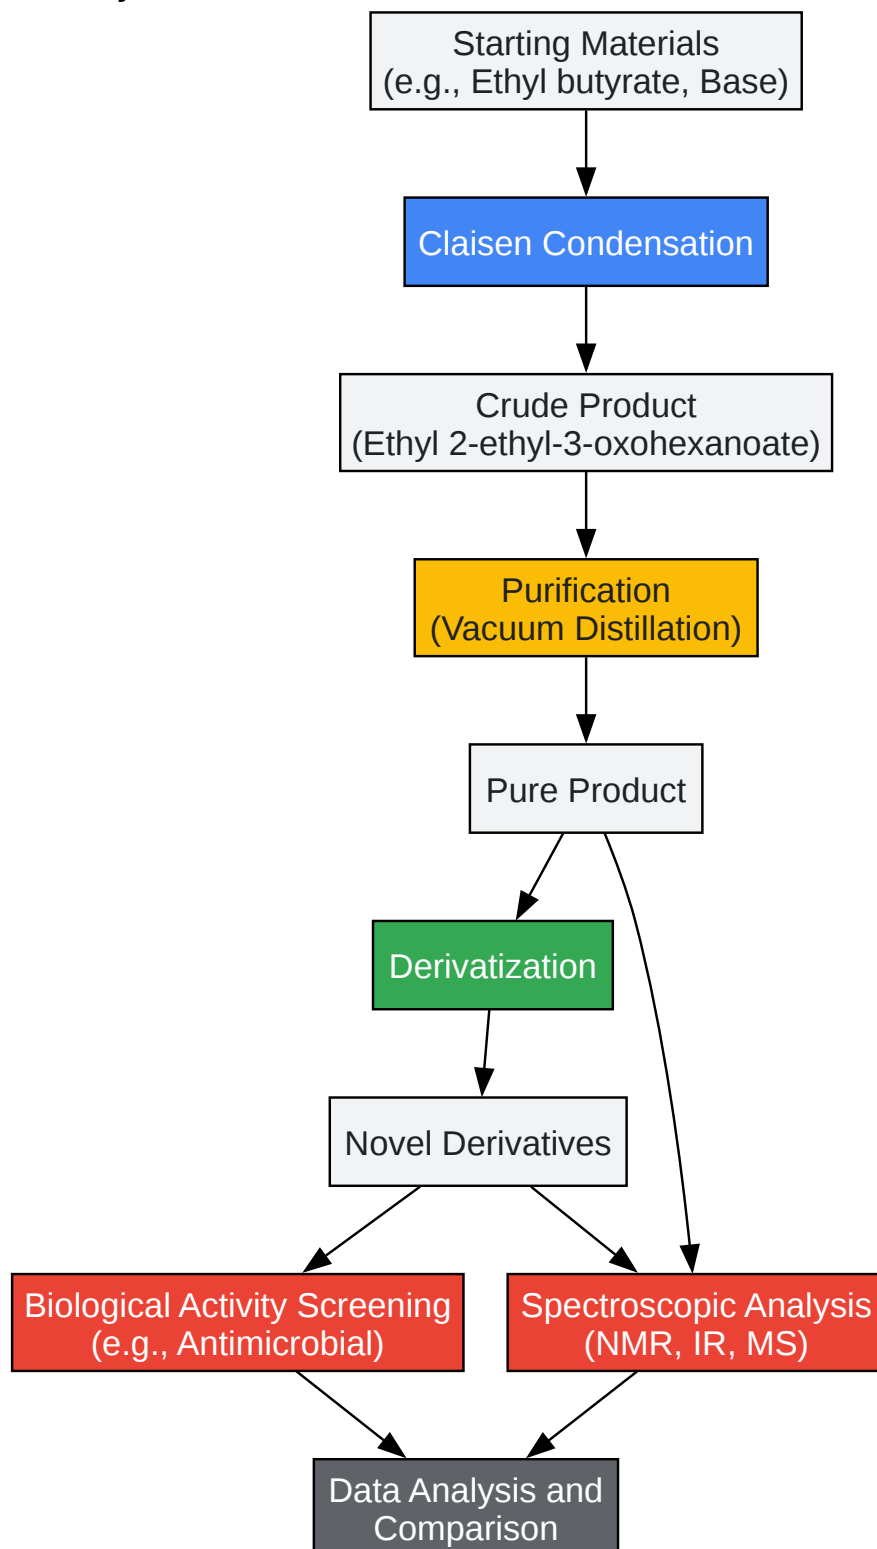 Starting Materials
(e.g., Ethyl butyrate, Base)
Claisen Condensation
Crude Product
(Ethyl 2-ethyl-3-oxohexanoate)
Purification
(Vacuum Distillation)
Pure Product
Derivatization
Novel Derivatives
Biological Activity Screening
(e.g., Antimicrobial)
Spectroscopic Analysis
(NMR, IR, MS)
Data Analysis and
Comparison